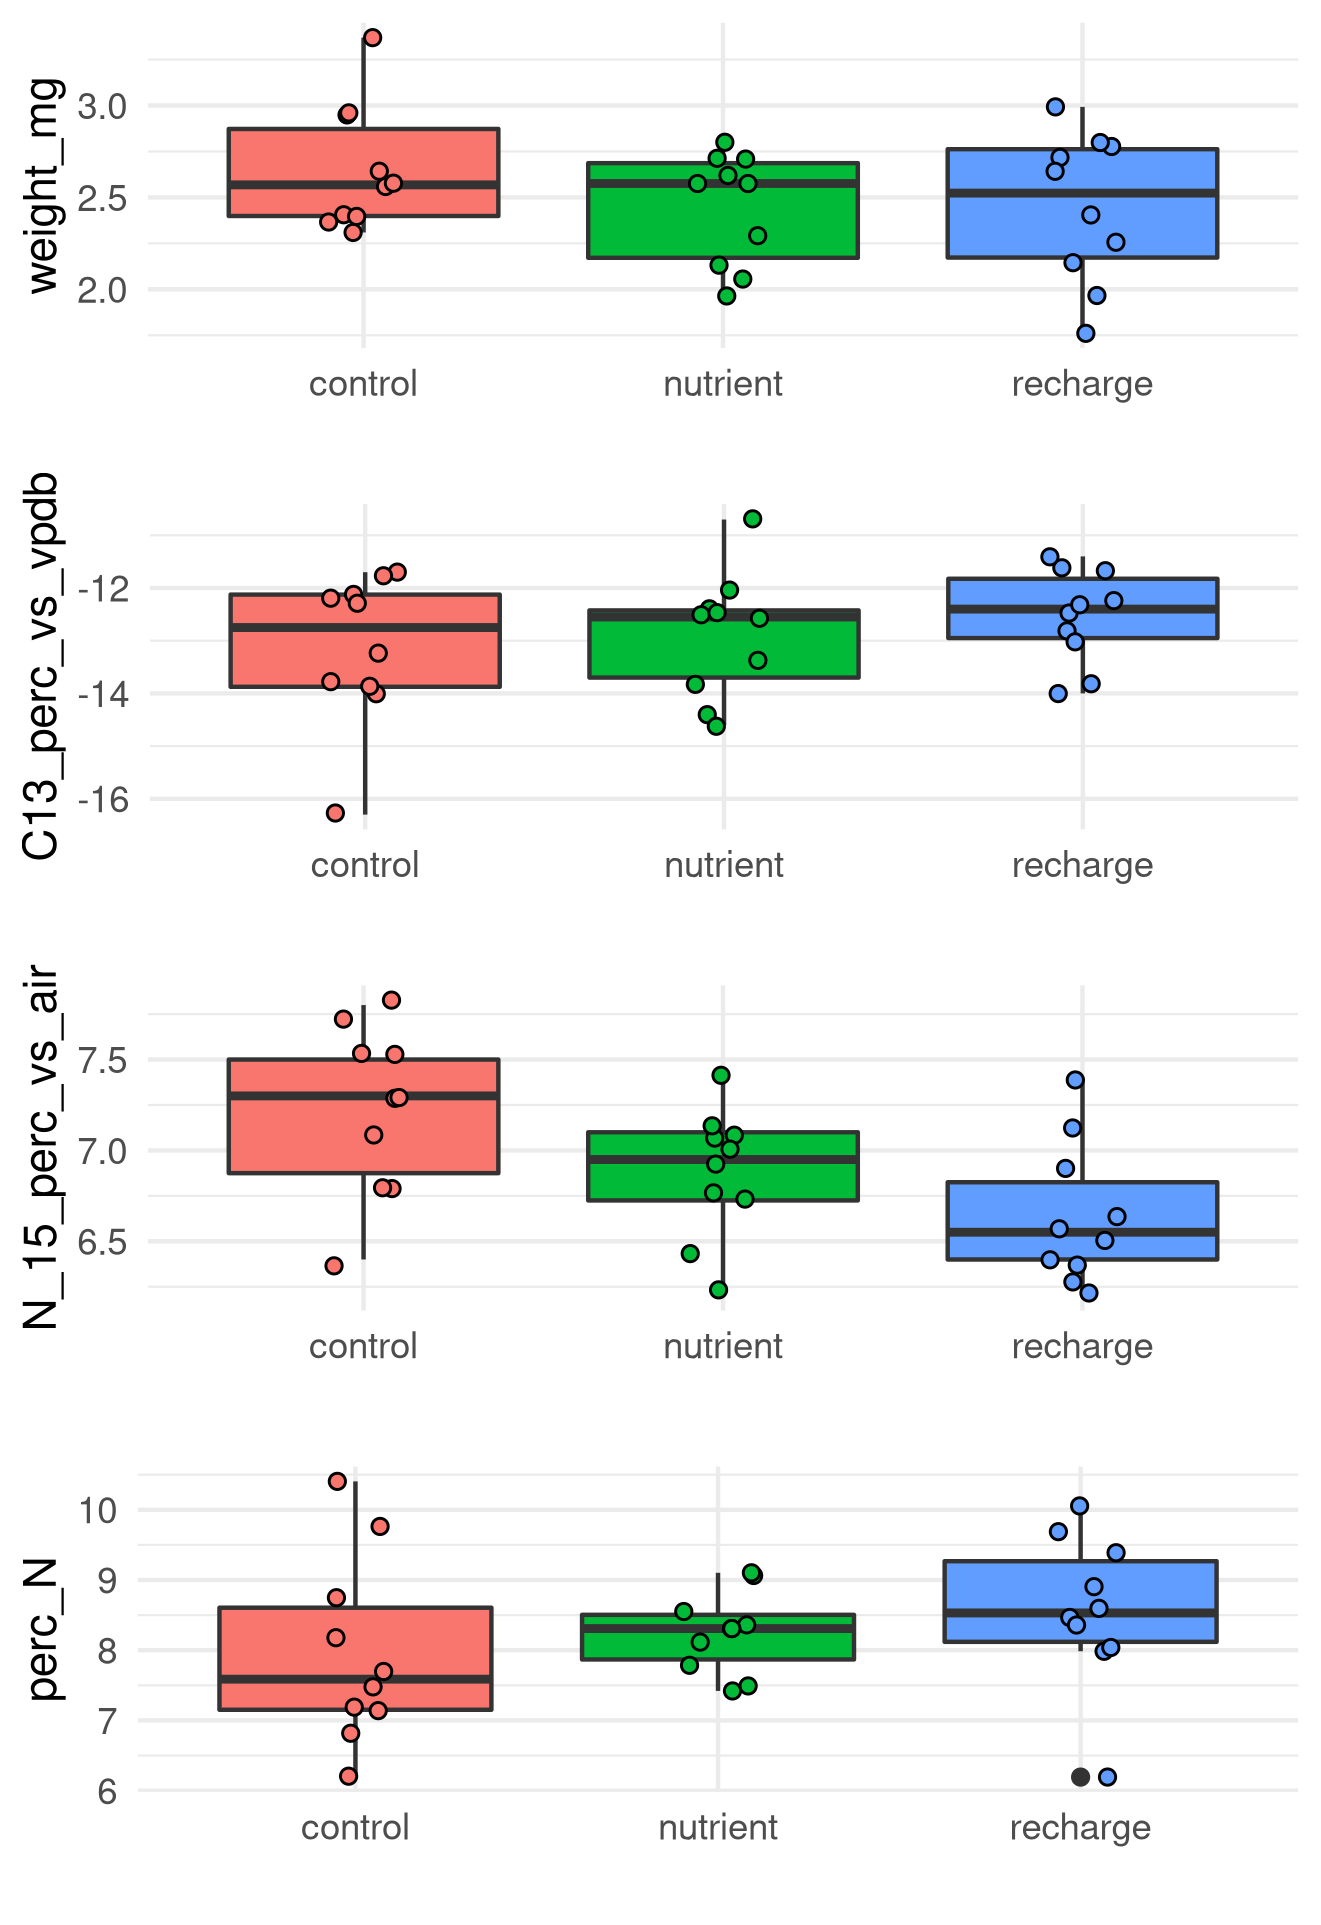 weight_mg
3.0
2.5
2.0
control nutrient recharge
C13_perc_vs_vpdb
-12
-14
-16
control nutrient recharge
N_15_perc_vs_air
7.5
7.0
6.5
control nutrient recharge
perc_N
10
9
8
7
6
control nutrient recharge